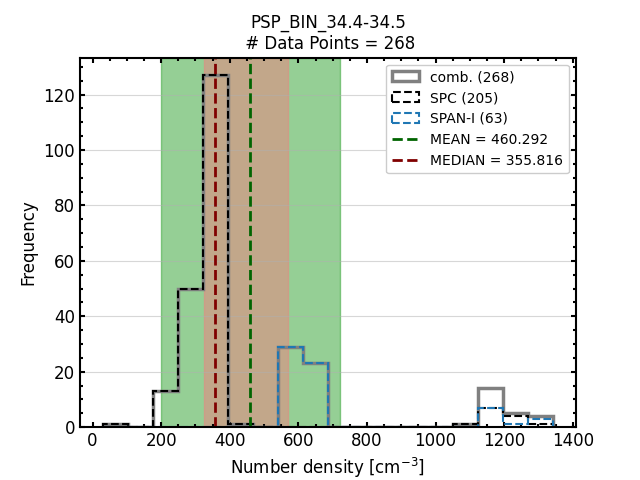 PSP_BIN_34.4-34.5
# Data Points = 268
comb. (268)
SPC (205)
SPAN-I (63)
MEAN = 460.292
MEDIAN = 355.816
Frequency
120
100
80
60
40
20
0
0 200 400 600 800 1000 1200 1400
Number density [cm⁻³]